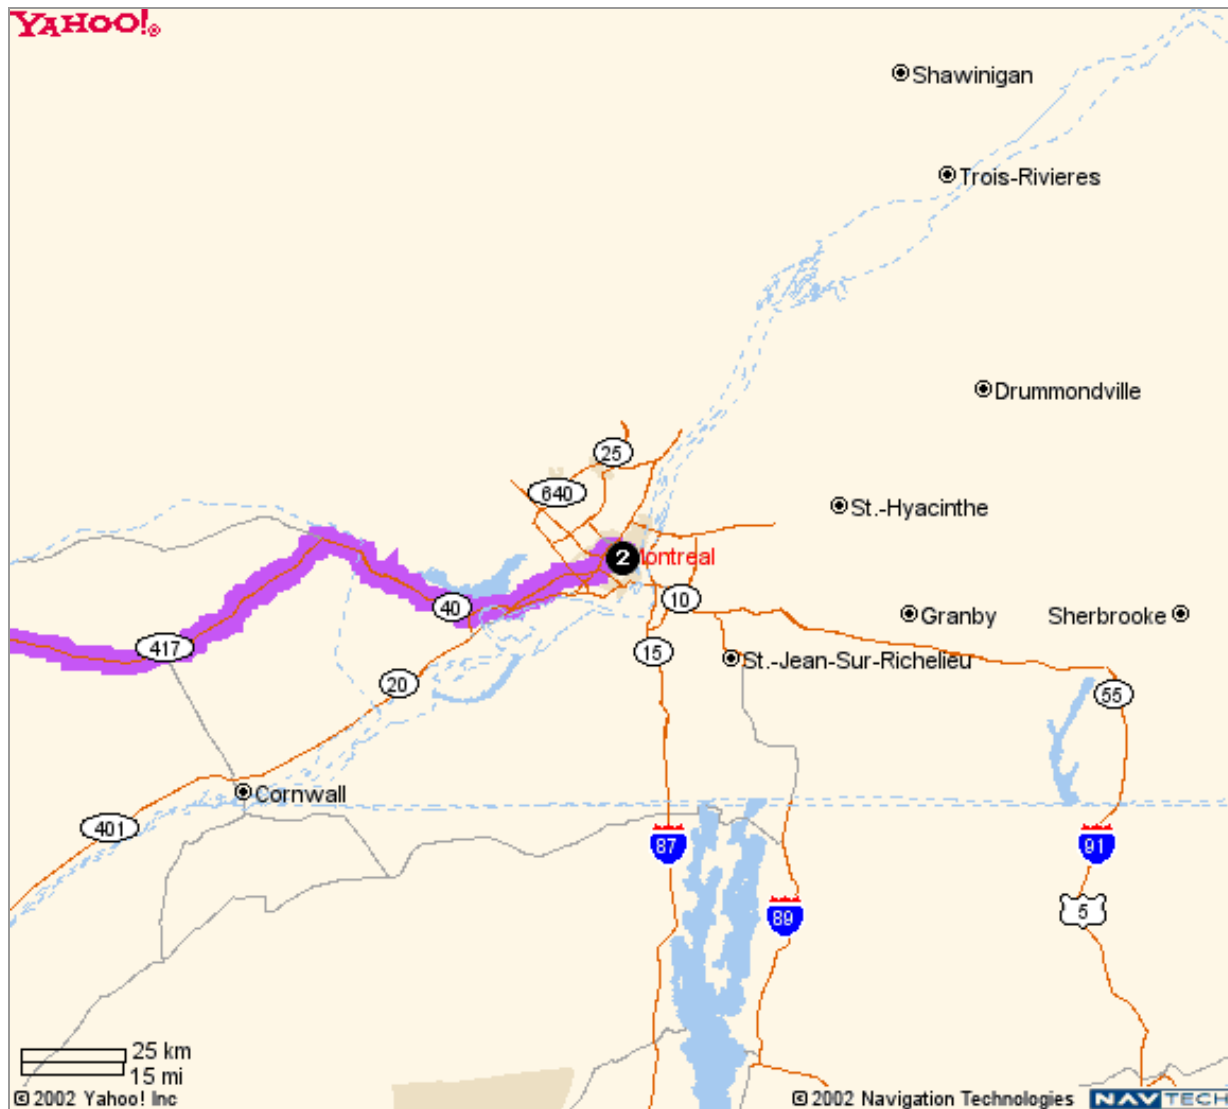 YAHOO!®
Shawinigan
Trois-Rivieres
Drummondville
25
640
St.-Hyacinthe
2 Montreal
40
10
Granby
Sherbrooke
417
15
St.-Jean-Sur-Richelieu
20
55
Cornwall
401
87
91
89
5
25 km
15 mi
© 2002 Yahoo! Inc
© 2002 Navigation Technologies NAVTECH